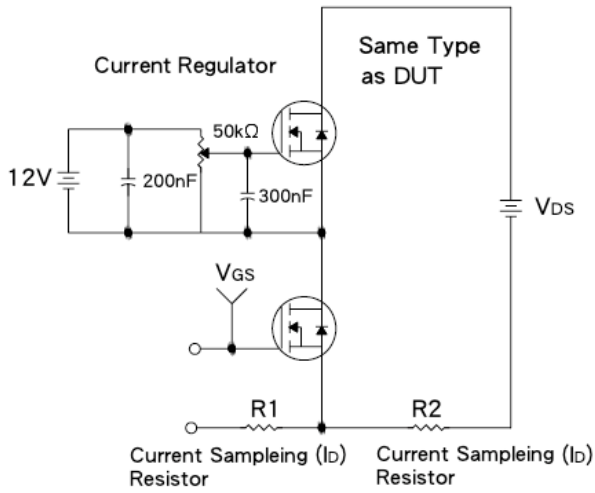 Same Type
as DUT
Current Regulator
50kΩ
12V
200nF
300nF
VDS
VGS
R1
R2
Current Sampleing (ID)
Resistor
Current Sampleing (ID)
Resistor